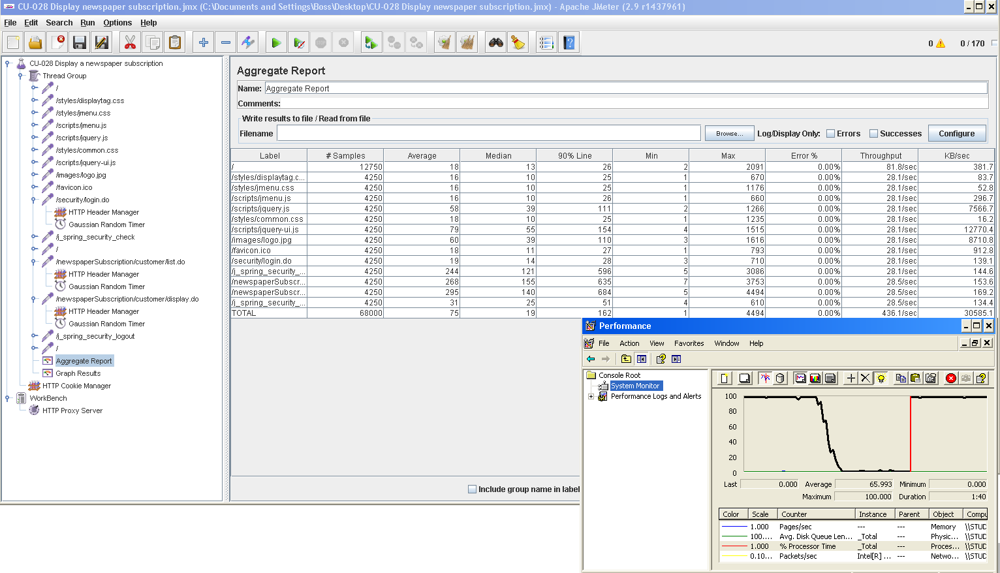 CU-028 Display newspaper subscription.jmx (C:\Documents and Settings\Boss\Desktop\CU-028 Display newspaper subscription.jmx) - Apache JMeter (2.9 r1437961)
File Edit Search Run Options Help
0 0 / 170
CU-028 Display a newspaper subscription
Thread Group
/
/styles/displaytag.css
/styles/jmenu.css
/scripts/jmenu.js
/scripts/jquery.js
/styles/common.css
/scripts/jquery-ui.js
/images/logo.jpg
/favicon.ico
/security/login.do
HTTP Header Manager
Gaussian Random Timer
/j_spring_security_check
/
/newspaperSubscription/customer/list.do
HTTP Header Manager
Gaussian Random Timer
/newspaperSubscription/customer/display.do
HTTP Header Manager
Gaussian Random Timer
/j_spring_security_logout
/
Aggregate Report
Graph Results
HTTP Cookie Manager
WorkBench
HTTP Proxy Server
Aggregate Report
Name: Aggregate Report
Comments:
Write results to file / Read from file
Filename Browse... Log/Display Only: Errors Successes Configure
Label # Samples Average Median 90% Line Min Max Error % Throughput KB/sec
/ 12750 18 13 26 2 2091 0.00% 81.8/sec 381.7
/styles/displaytag.c... 4250 16 10 25 1 670 0.00% 28.1/sec 83.7
/styles/jmenu.css 4250 16 10 25 1 1176 0.00% 28.1/sec 52.8
/scripts/jmenu.js 4250 16 10 26 1 660 0.00% 28.1/sec 296.7
/scripts/jquery.js 4250 58 39 111 2 1266 0.00% 28.1/sec 7566.7
/styles/common.css 4250 18 10 25 1 1235 0.00% 28.1/sec 16.2
/scripts/jquery-ui.js 4250 79 55 154 4 1515 0.00% 28.1/sec 12770.4
/images/logo.jpg 4250 60 39 110 3 1616 0.00% 28.1/sec 8710.8
/favicon.ico 4250 18 11 27 1 793 0.00% 28.1/sec 912.8
/security/login.do 4250 19 14 28 3 710 0.00% 28.1/sec 139.1
/j_spring_security_... 4250 244 121 596 5 3086 0.00% 28.1/sec 144.6
/newspaperSubscr... 4250 268 155 635 7 3753 0.00% 28.5/sec 153.6
/newspaperSubscr... 4250 295 140 684 5 4494 0.00% 28.5/sec 169.2
/j_spring_security_... 4250 31 25 51 4 610 0.00% 28.5/sec 134.4
TOTAL 68000 75 19 162 1 4494 0.00% 436.1/sec 30585.1
Include group name in label
Performance
File Action View Favorites Window Help
Console Root
System Monitor
Performance Logs and Alerts
100
80
60
40
20
0
Last 0.000 Average 65.993 Minimum 0.000
Maximum 100.000 Duration 1:40
Color Scale Counter Instance Parent Object Compu
1.000 Pages/sec --- --- Memory \\STUD
100.... Avg. Disk Queue Len... _Total --- Physic... \\STUD
1.000 % Processor Time _Total --- Proces... \\STUD
0.10... Packets/sec Intel[R] ... --- Netwo... \\STUD